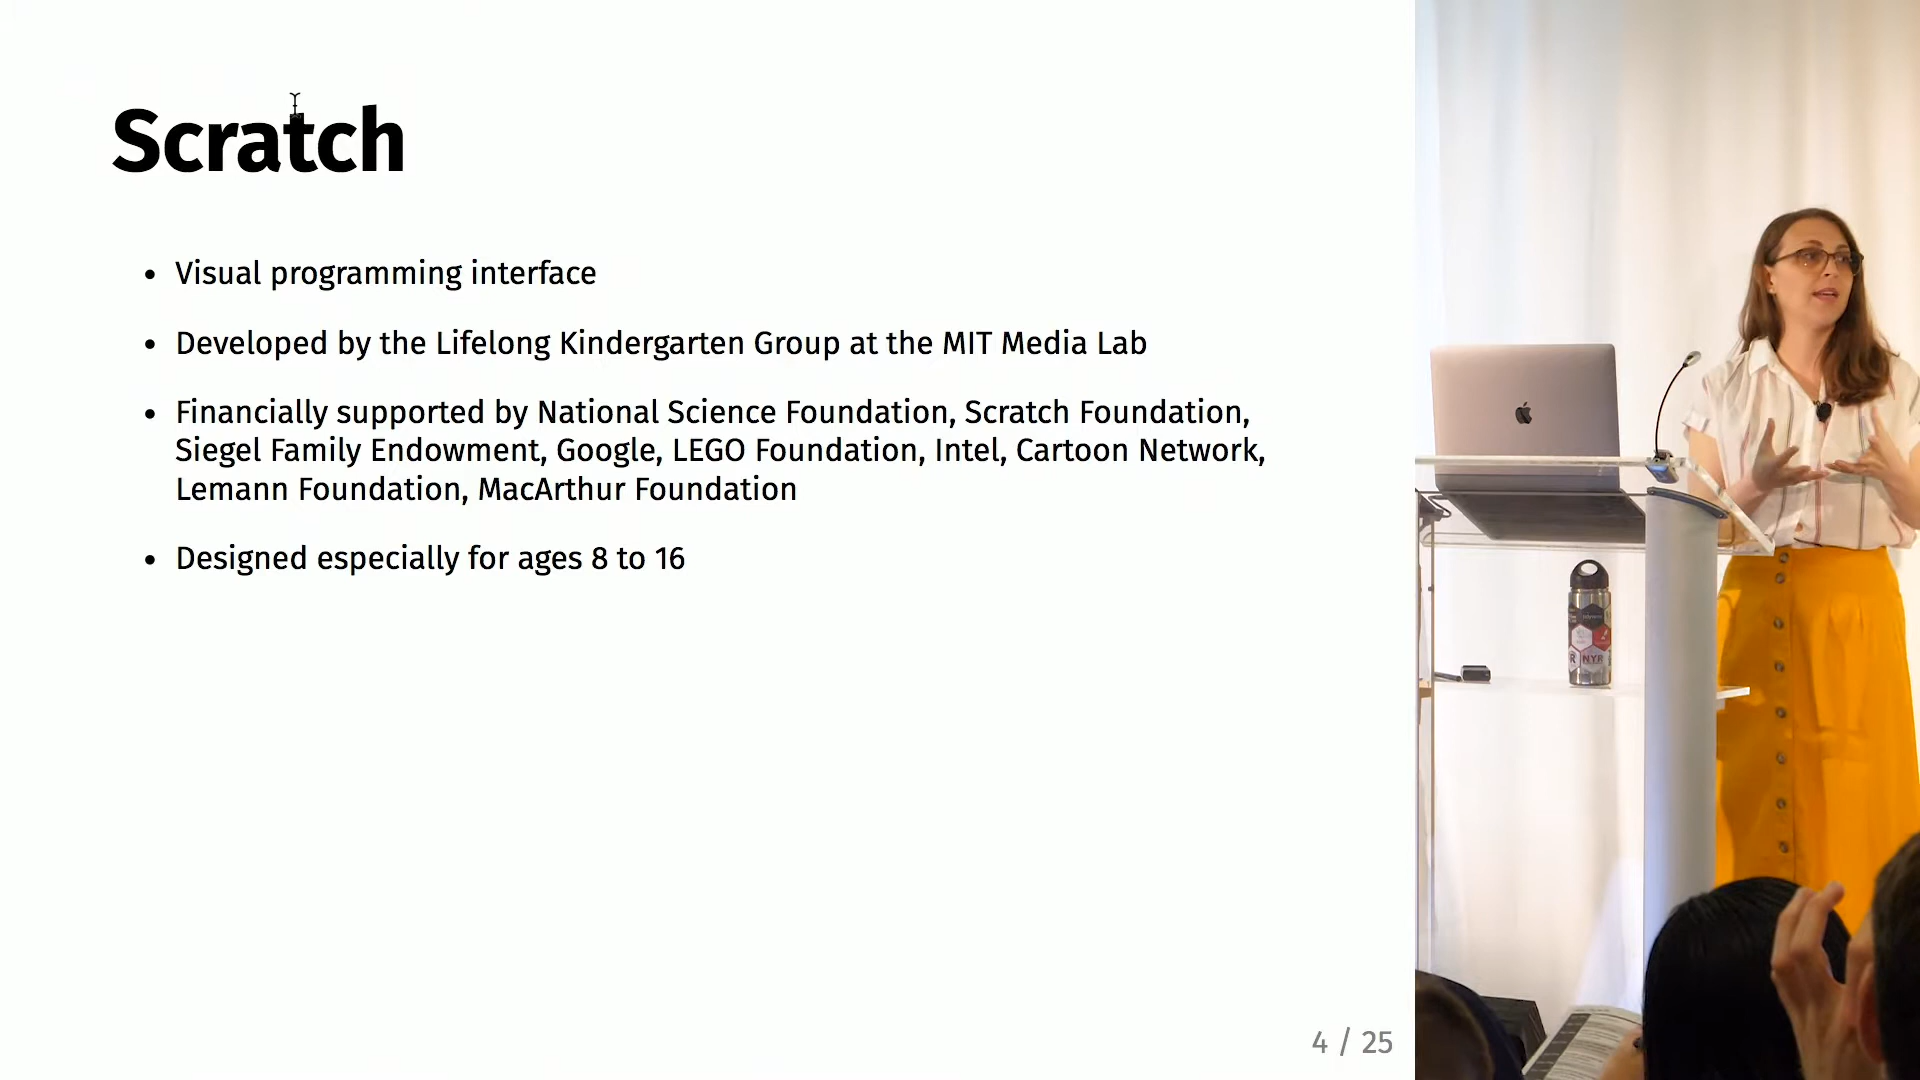 Scratch
• Visual programming interface
• Developed by the Lifelong Kindergarten Group at the MIT Media Lab
• Financially supported by National Science Foundation, Scratch Foundation,
Siegel Family Endowment, Google, LEGO Foundation, Intel, Cartoon Network,
Lemann Foundation, MacArthur Foundation
• Designed especially for ages 8 to 16
4 / 25
R NYR